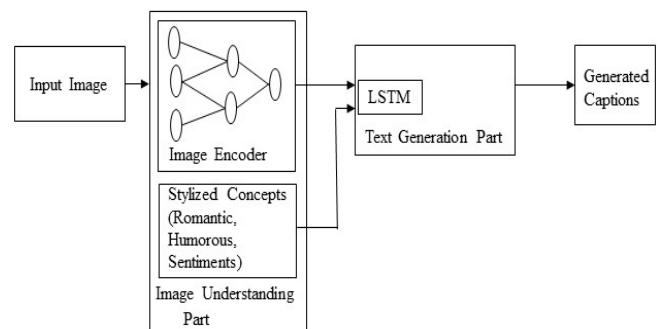 Input Image
Image Encoder
Stylized Concepts
(Romantic,
Humorous,
Sentiments)
Image Understanding
Part
LSTM
Text Generation Part
Generated
Captions